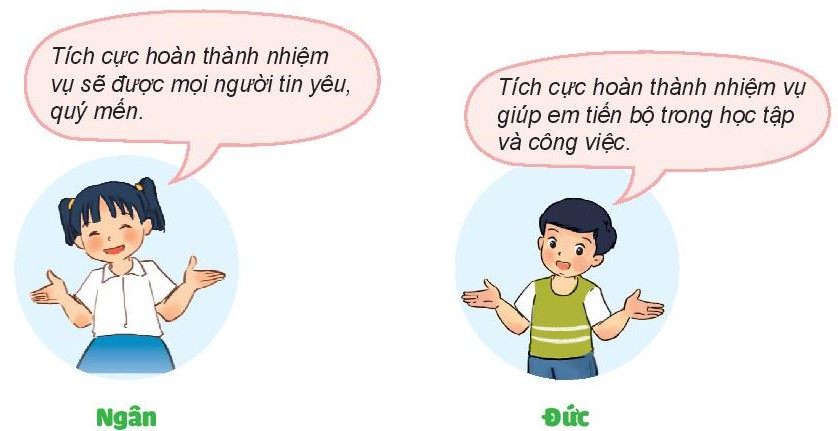 Tích cực hoàn thành nhiệm
vụ sẽ được mọi người tin yêu,
quý mến.
Tích cực hoàn thành nhiệm vụ
giúp em tiến bộ trong học tập
và công việc.
Ngân
Đức